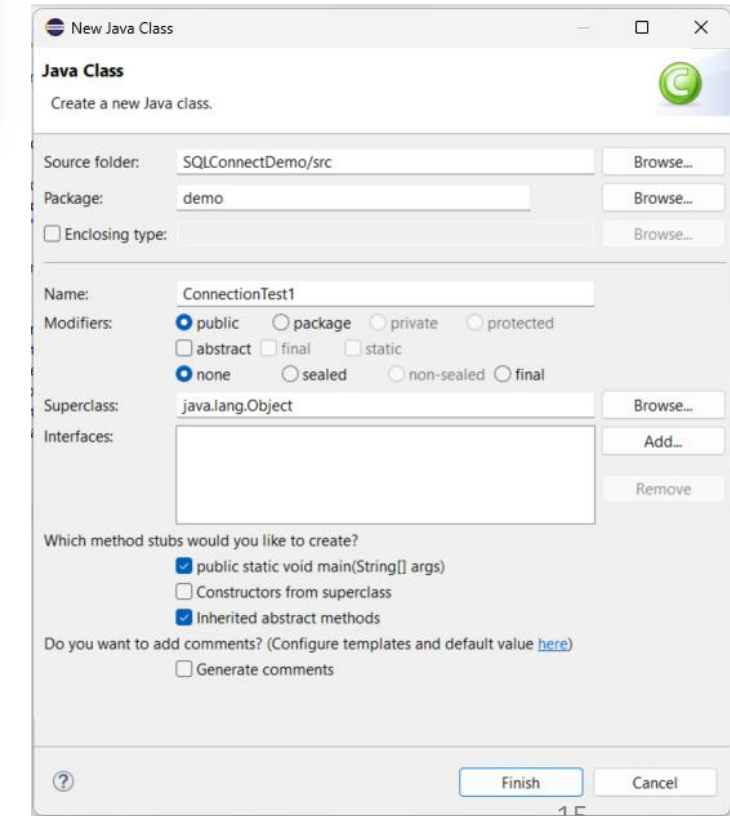 New Java Class
Java Class
Create a new Java class.
Source folder: SQLConnectDemo/src Browse...
Package: demo Browse...
Enclosing type: Browse...
Name: ConnectionTest1
Modifiers: public package private protected
abstract final static
none sealed non-sealed final
Superclass: java.lang.Object Browse...
Interfaces: Add...
Remove
Which method stubs would you like to create?
public static void main(String[] args)
Constructors from superclass
Inherited abstract methods
Do you want to add comments? (Configure templates and default value here)
Generate comments
? Finish Cancel
15